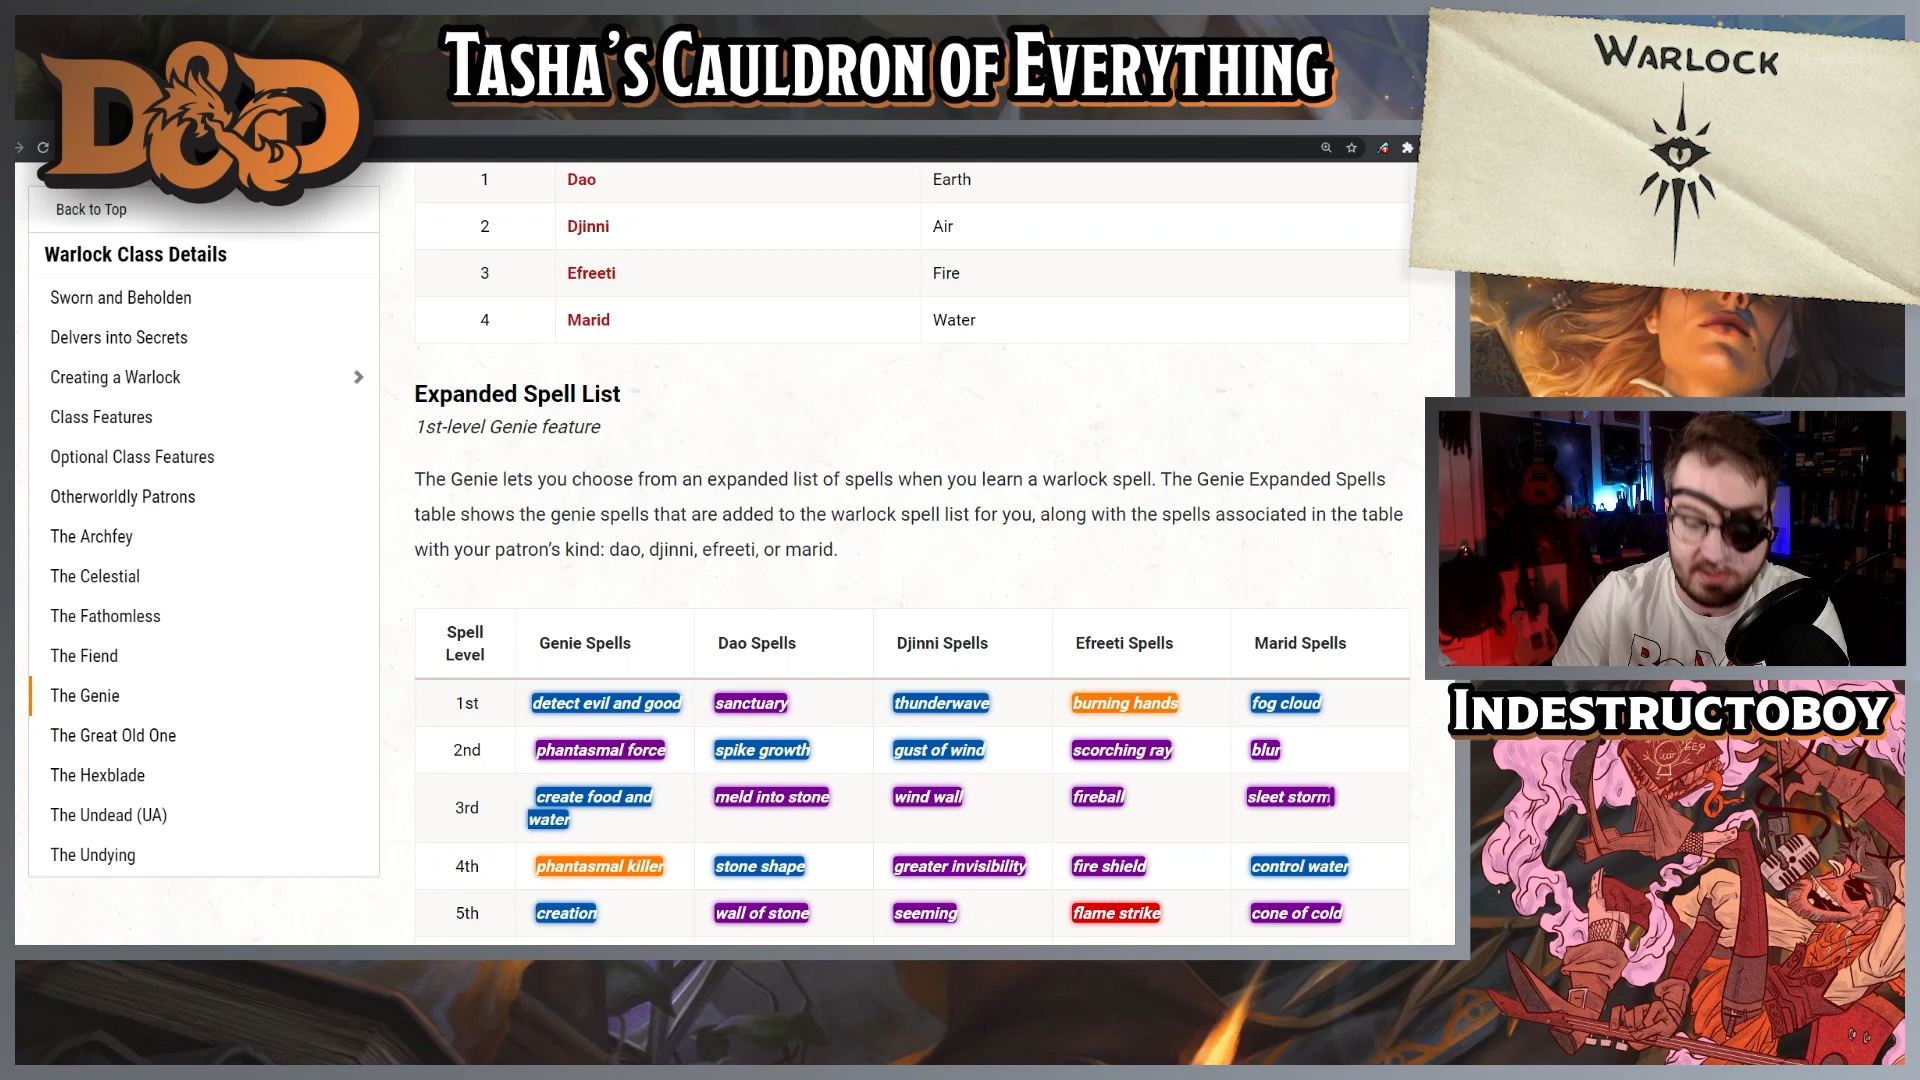 D&D
TASHA'S CAULDRON OF EVERYTHING
WARLOCK
Back to Top
Warlock Class Details
Sworn and Beholden
Delvers into Secrets
Creating a Warlock
Class Features
Optional Class Features
Otherworldly Patrons
The Archfey
The Celestial
The Fathomless
The Fiend
The Genie
The Great Old One
The Hexblade
The Undead (UA)
The Undying
1 Dao Earth
2 Djinni Air
3 Efreeti Fire
4 Marid Water
Expanded Spell List
1st-level Genie feature
The Genie lets you choose from an expanded list of spells when you learn a warlock spell. The Genie Expanded Spells
table shows the genie spells that are added to the warlock spell list for you, along with the spells associated in the table
with your patron's kind: dao, djinni, efreeti, or marid.
Spell Level Genie Spells Dao Spells Djinni Spells Efreeti Spells Marid Spells
1st detect evil and good sanctuary thunderwave burning hands fog cloud
2nd phantasmal force spike growth gust of wind scorching ray blur
3rd create food and water meld into stone wind wall fireball sleet storm
4th phantasmal killer stone shape greater invisibility fire shield control water
5th creation wall of stone seeming flame strike cone of cold
INDESTRUCTOBOY